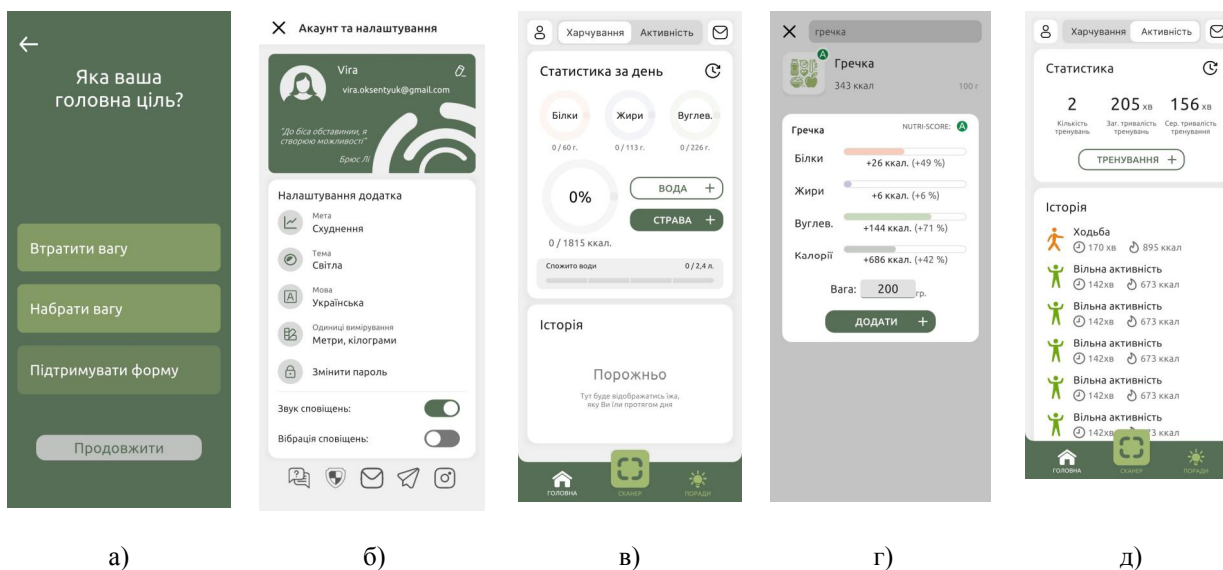 Яка ваша
головна ціль?
Втратити вагу
Набрати вагу
Підтримувати форму
Продовжити
Акаунт та налаштування
Vira
vira.oksentyuk@gmail.com
"До біса обставинии, я
створюю можливості"
Брюс Лі
Налаштування додатка
Мета
Схуднення
Тема
Світла
Мова
Українська
Одиниці вимірування
Метри, кілограми
Змінити пароль
Звук сповіщень:
Вібрація сповіщень:
Харчування Активність
Статистика за день
Білки Жири Вуглев.
0 / 60 г. 0 / 113 г. 0 / 226 г.
0%
ВОДА +
СТРАВА +
0 / 1815 ккал.
Спожито води 0 / 2,4 л.
Історія
Порожньо
Тут буде відображатись їжа,
яку Ви їли протягом дня
ГОЛОВНА СКАНЕР ПОРАДИ
гречка
A
Гречка
343 ккал 100 г
Гречка NUTRI-SCORE: A
Білки
+26 ккал. (+49 %)
Жири
+6 ккал. (+6 %)
Вуглев.
+144 ккал. (+71 %)
Калорії
+686 ккал. (+42 %)
Вага: 200 гр.
ДОДАТИ +
Харчування Активність
Статистика
2 205 хв 156 хв
Кількість тренувань
Заг. тривалість тренувань
Сер. тривалість тренування
ТРЕНУВАННЯ +
Історія
Ходьба
170 хв 895 ккал
Вільна активність
142хв 673 ккал
Вільна активність
142хв 673 ккал
Вільна активність
142хв 673 ккал
Вільна активність
142хв 673 ккал
Вільна активність
142хв 3 ккал
ГОЛОВНА СКАНЕР ПОРАДИ
а) б) в) г) д)